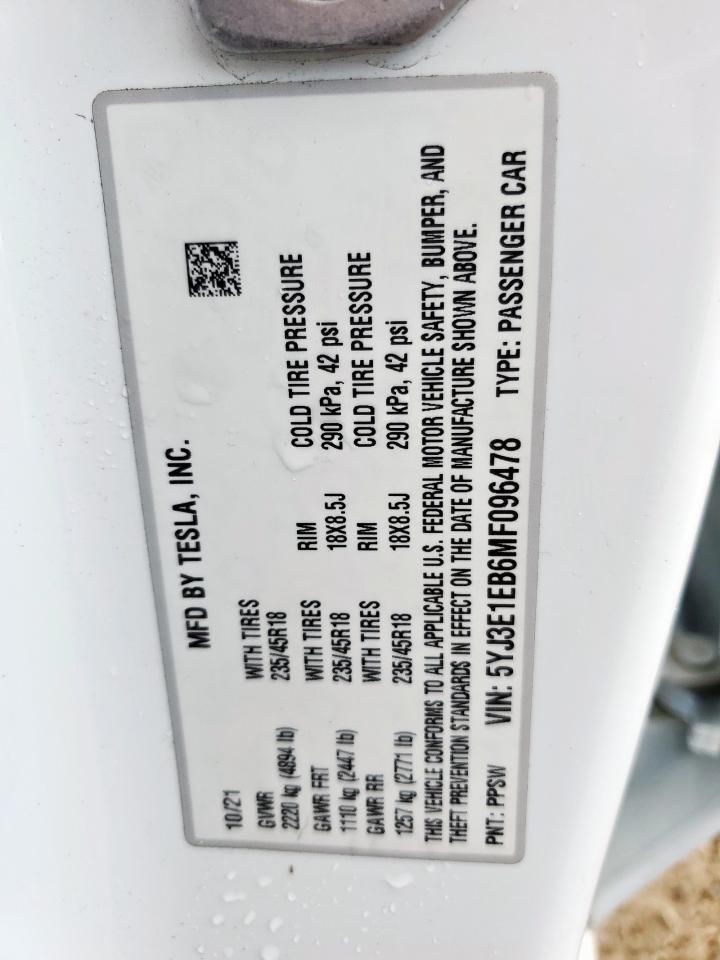 MFD BY TESLA, INC.
10/21
GVWR WITH TIRES
2220 kg (4894 lb) 235/45R18
GAWR FRT WITH TIRES RIM COLD TIRE PRESSURE
1110 kg (2447 lb) 235/45R18 18X8.5J 290 kPa, 42 psi
GAWR RR WITH TIRES RIM COLD TIRE PRESSURE
1257 kg (2771 lb) 235/45R18 18X8.5J 290 kPa, 42 psi
THIS VEHICLE CONFORMS TO ALL APPLICABLE U.S. FEDERAL MOTOR VEHICLE SAFETY, BUMPER, AND
THEFT PREVENTION STANDARDS IN EFFECT ON THE DATE OF MANUFACTURE SHOWN ABOVE.
PNT: PPSW VIN: 5YJ3E1EB6MF096478 TYPE: PASSENGER CAR